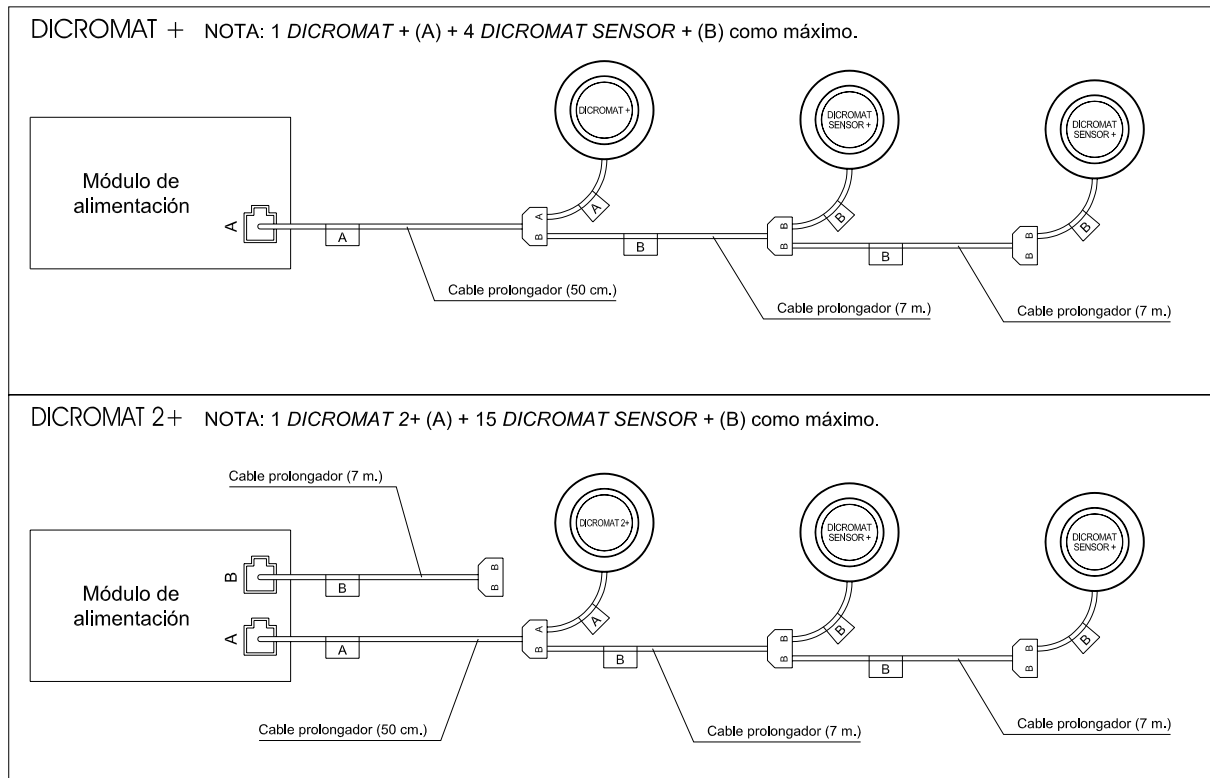 DICROMAT + NOTA: 1 DICROMAT + (A) + 4 DICROMAT SENSOR + (B) como máximo.
DICROMAT +
DICROMAT
SENSOR +
DICROMAT
SENSOR +
Módulo de
alimentación
A
A
A
B
A
B
B
B
B
B
B
B
B
Cable prolongador (50 cm.)
Cable prolongador (7 m.)
Cable prolongador (7 m.)
DICROMAT 2+ NOTA: 1 DICROMAT 2+ (A) + 15 DICROMAT SENSOR + (B) como máximo.
Cable prolongador (7 m.)
DICROMAT 2+
DICROMAT
SENSOR +
DICROMAT
SENSOR +
Módulo de
alimentación
B
B
B
B
A
A
A
B
A
B
B
B
B
B
B
B
B
Cable prolongador (50 cm.)
Cable prolongador (7 m.)
Cable prolongador (7 m.)